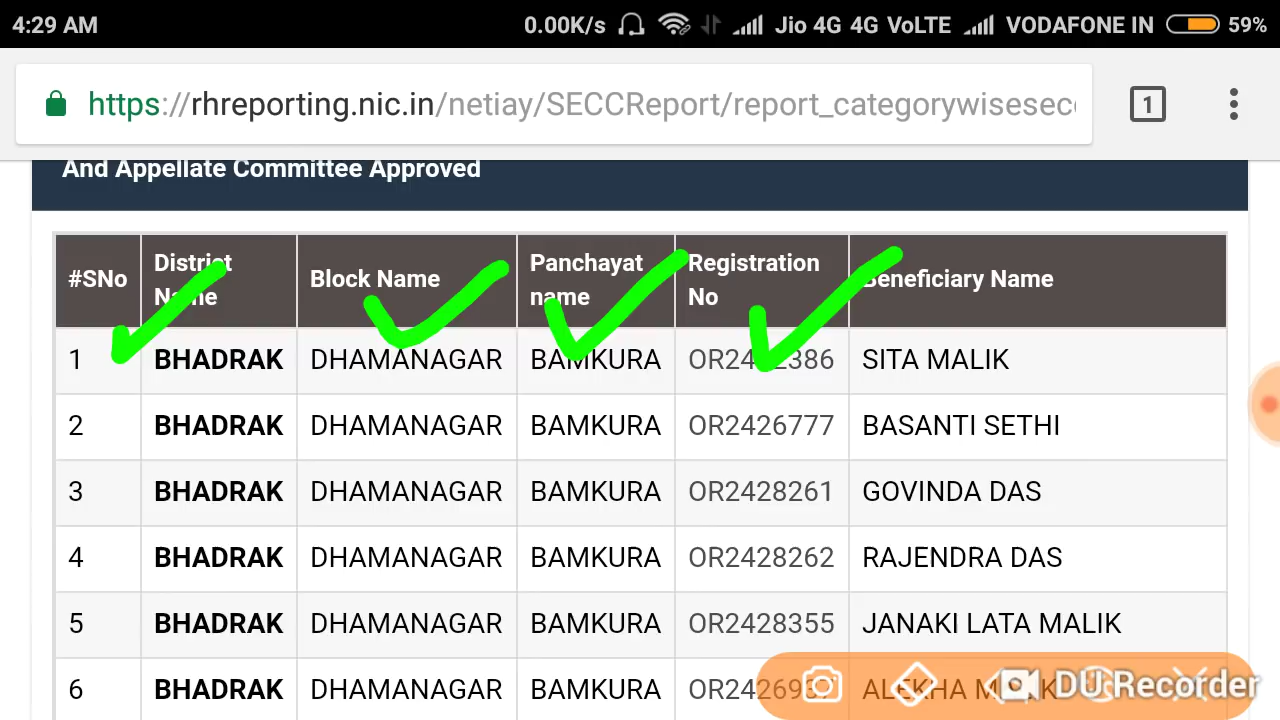 4:29 AM 0.00K/s Jio 4G 4G VoLTE VODAFONE IN 59%
https://rhreporting.nic.in/netiay/SECCReport/report_categorywisesecc 1
And Appellate Committee Approved
#SNo District Name Block Name Panchayat name Registration No Beneficiary Name
1 BHADRAK DHAMANAGAR BAMKURA SITA MALIK
2 BHADRAK DHAMANAGAR BAMKURA OR2426777 BASANTI SETHI
3 BHADRAK DHAMANAGAR BAMKURA OR2428261 GOVINDA DAS
4 BHADRAK DHAMANAGAR BAMKURA OR2428262 RAJENDRA DAS
5 BHADRAK DHAMANAGAR BAMKURA OR2428355 JANAKI LATA MALIK
6 BHADRAK DHAMANAGAR BAMKURA ALEKHA DU Recorder